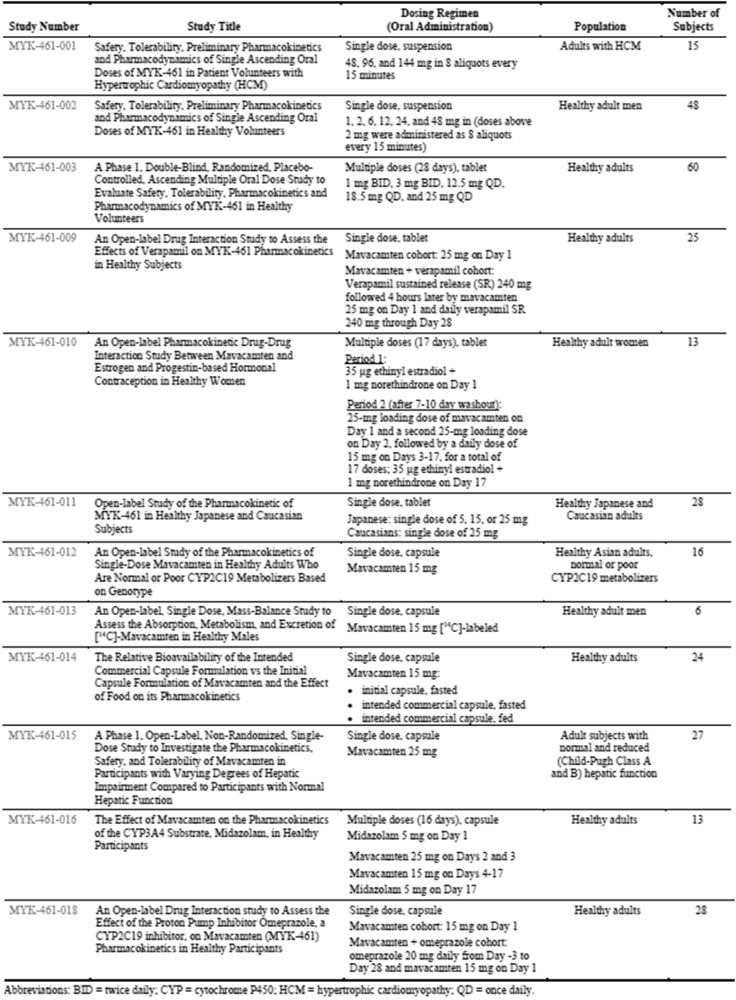 Study Number Study Title Dosing Regimen (Oral Administration) Population Number of Subjects
MYK-461-001
Safety, Tolerability, Preliminary Pharmacokinetics
and Pharmacodynamics of Single Ascending Oral
Doses of MYK-461 in Patient Volunteers with
Hypertrophic Cardiomyopathy (HCM)
Single dose, suspension
48, 96, and 144 mg in 8 aliquots every
15 minutes
Adults with HCM
15
MYK-461-002
Safety, Tolerability, Preliminary Pharmacokinetics
and Pharmacodynamics of Single Ascending Oral
Doses of MYK-461 in Healthy Volunteers
Single dose, suspension
1, 2, 6, 12, 24, and 48 mg in (doses above
2 mg were administered as 8 aliquots
every 15 minutes)
Healthy adult men
48
MYK-461-003
A Phase 1, Double-Blind, Randomized, Placebo-
Controlled, Ascending Multiple Oral Dose Study to
Evaluate Safety, Tolerability, Pharmacokinetics and
Pharmacodynamics of MYK-461 in Healthy
Volunteers
Multiple doses (28 days), tablet
1 mg BID, 3 mg BID, 12.5 mg QD,
18.5 mg QD, and 25 mg QD
Healthy adults
60
MYK-461-009
An Open-label Drug Interaction Study to Assess the
Effects of Verapamil on MYK-461 Pharmacokinetics
in Healthy Subjects
Single dose, tablet
Mavacamten cohort: 25 mg on Day 1
Mavacamten + verapamil cohort:
Verapamil sustained release (SR) 240 mg
followed 4 hours later by mavacamten
25 mg on Day 1 and daily verapamil SR
240 mg through Day 28
Healthy adults
25
MYK-461-010
An Open-label Pharmacokinetic Drug-Drug
Interaction Study Between Mavacamten and
Estrogen and Progestin-based Hormonal
Contraception in Healthy Women
Multiple doses (17 days), tablet
Period 1:
35 µg ethinyl estradiol +
1 mg norethindrone on Day 1
Period 2 (after 7-10 day washout):
25-mg loading dose of mavacamten on
Day 1 and a second 25-mg loading dose
on Day 2, followed by a daily dose of
15 mg on Days 3-17, for a total of
17 doses; 35 µg ethinyl estradiol +
1 mg norethindrone on Day 17
Healthy adult women
13
MYK-461-011
Open-label Study of the Pharmacokinetic of
MYK-461 in Healthy Japanese and Caucasian
Subjects
Single dose, tablet
Japanese: single dose of 5, 15, or 25 mg
Caucasians: single dose of 25 mg
Healthy Japanese and
Caucasian adults
28
MYK-461-012
An Open-label Study of the Pharmacokinetics of
Single-Dose Mavacamten in Healthy Adults Who
Are Normal or Poor CYP2C19 Metabolizers Based
on Genotype
Single dose, capsule
Mavacamten 15 mg
Healthy Asian adults,
normal or poor
CYP2C19 metabolizers
16
MYK-461-013
An Open-label, Single Dose, Mass-Balance Study to
Assess the Absorption, Metabolism, and Excretion of
[¹⁴C]-Mavacamten in Healthy Males
Single dose, capsule
Mavacamten 15 mg [¹⁴C]-labeled
Healthy adult men
6
MYK-461-014
The Relative Bioavailability of the Intended
Commercial Capsule Formulation vs the Initial
Capsule Formulation of Mavacamten and the Effect
of Food on its Pharmacokinetics
Single dose, capsule
Mavacamten 15 mg:
• initial capsule, fasted
• intended commercial capsule, fasted
• intended commercial capsule, fed
Healthy adults
24
MYK-461-015
A Phase 1, Open-Label, Non-Randomized, Single-
Dose Study to Investigate the Pharmacokinetics,
Safety, and Tolerability of Mavacamten in
Participants with Varying Degrees of Hepatic
Impairment Compared to Participants with Normal
Hepatic Function
Single dose, capsule
Mavacamten 25 mg
Adult subjects with
normal and reduced
(Child-Pugh Class A
and B) hepatic function
27
MYK-461-016
The Effect of Mavacamten on the Pharmacokinetics
of the CYP3A4 Substrate, Midazolam, in Healthy
Participants
Multiple doses (16 days), capsule
Midazolam 5 mg on Day 1
Mavacamten 25 mg on Days 2 and 3
Mavacamten 15 mg on Days 4-17
Midazolam 5 mg on Day 17
Healthy adults
13
MYK-461-018
An Open-label Drug Interaction study to Assess the
Effect of the Proton Pump Inhibitor Omeprazole, a
CYP2C19 inhibitor, on Mavacamten (MYK-461)
Pharmacokinetics in Healthy Participants
Single dose, capsule
Mavacamten cohort: 15 mg on Day 1
Mavacamten + omeprazole cohort:
omeprazole 20 mg daily from Day -3 to
Day 28 and mavacamten 15 mg on Day 1
Healthy adults
28
Abbreviations: BID = twice daily; CYP = cytochrome P450; HCM = hypertrophic cardiomyopathy; QD = once daily.